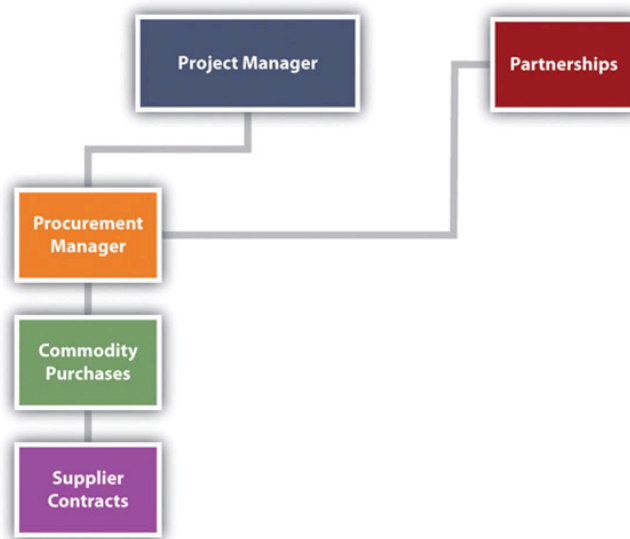 Project Manager
Partnerships
Procurement
Manager
Commodity
Purchases
Supplier
Contracts